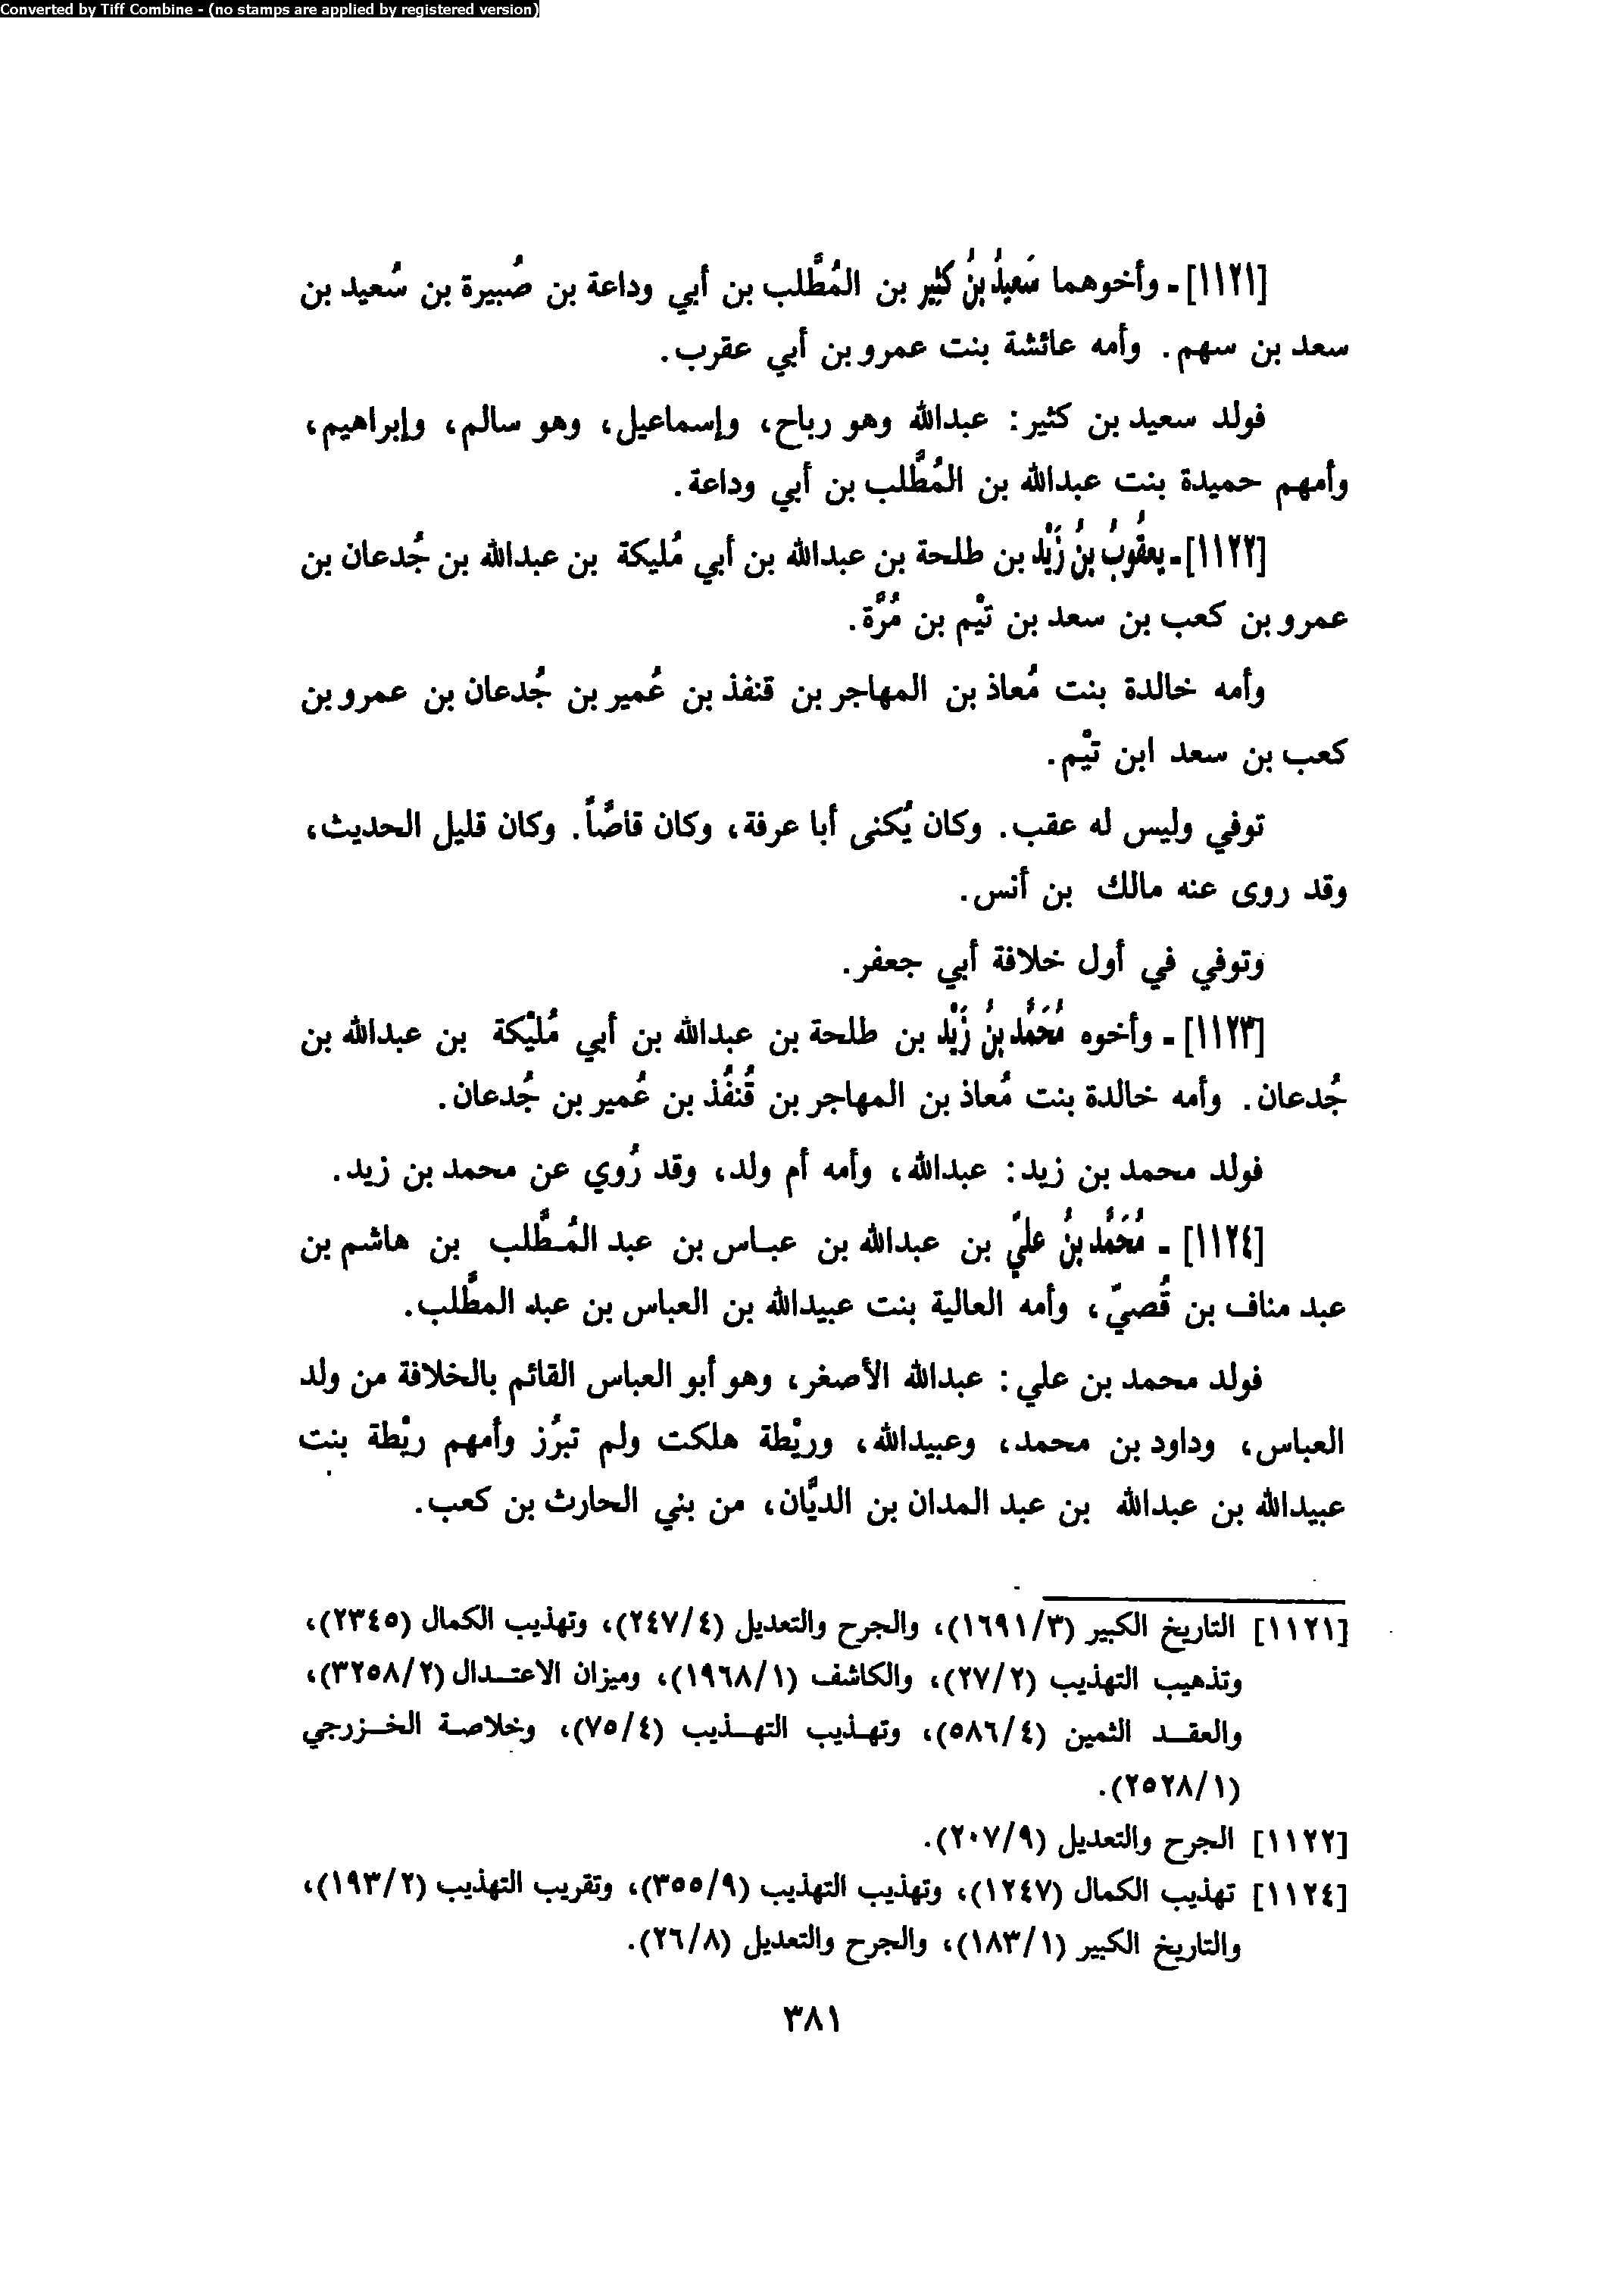 Converted by Tiff Combine - (no stamps are applied by registered version)
[١١٢١] - وأخوهما سَعيدُ بنُ كَثِير بن المُطَّلب بن أبي وداعة بن صُبيرة بن سُعيد بن
سعد بن سهم. وأمه عائشة بنت عمرو بن أبي عقرب.
فولد سعيد بن كثير: عبدالله وهو رباح، وإسماعيل، وهو سالم، وإبراهيم،
وأمهم حميدة بنت عبدالله بن المُطَّلب بن أبي وداعة.
[١١٢٢] - يعقُوبُ بنُ زَيْد بن طلحة بن عبدالله بن أبي مُليكة بن عبدالله بن جُدعان بن
عمرو بن كعب بن سعد بن تيْم بن مُرَّة.
وأمه خالدة بنت مُعاذ بن المهاجر بن قنفذ بن عُمير بن جُدعان بن عمرو بن
كعب بن سعد ابن تيْم.
توفي وليس له عقب. وكان يُكنى أبا عرفة، وكان قاصَّاً. وكان قليل الحديث،
وقد روى عنه مالك بن أنس.
وتوفي في أول خلافة أبي جعفر.
[١١٢٣] - وأخوه مُحَمَّد بنُ زَيْد بن طلحة بن عبدالله بن أبي مُليْكة بن عبدالله بن
جُدعان. وأمه خالدة بنت مُعاذ بن المهاجر بن قُنفُذ بن عُمير بن جُدعان.
فولد محمد بن زيد: عبدالله، وأمه أم ولد، وقد رُوي عن محمد بن زيد.
[١١٢٤] - مُحَمَّد بنُ عليّ بن عبدالله بن عباس بن عبد المُطَّلب بن هاشم بن
عبد مناف بن قُصيّ، وأمه العالية بنت عبيدالله بن العباس بن عبد المطَّلب.
فولد محمد بن علي: عبدالله الأصغر، وهو أبو العباس القائم بالخلافة من ولد
العباس، وداود بن محمد، وعبيدالله، وريْطة هلكت ولم تبرُز وأمهم ريْطة بنت
عبيدالله بن عبدالله بن عبد المدان بن الديَّان، من بني الحارث بن كعب.
[١١٢١] التاريخ الكبير (١٦٩١/٣)، والجرح والتعديل (٢٤٧/٤)، وتهذيب الكمال (٢٣٤٥)،
وتذهيب التهذيب (٢٧/٢)، والكاشف (١٩٦٨/١)، وميزان الاعتدال (٣٢٥٨/٢)،
والعقد الثمين (٥٨٦/٤)، وتهذيب التهذيب (٧٥/٤)، وخلاصة الخزرجي
(٢٥٢٨/١).
[١١٢٢] الجرح والتعديل (٢٠٧/٩).
[١١٢٤] تهذيب الكمال (١٢٤٧)، وتهذيب التهذيب (٣٥٥/٩)، وتقريب التهذيب (١٩٣/٢)،
والتاريخ الكبير (١٨٣/١)، والجرح والتعديل (٢٦/٨).
٣٨١